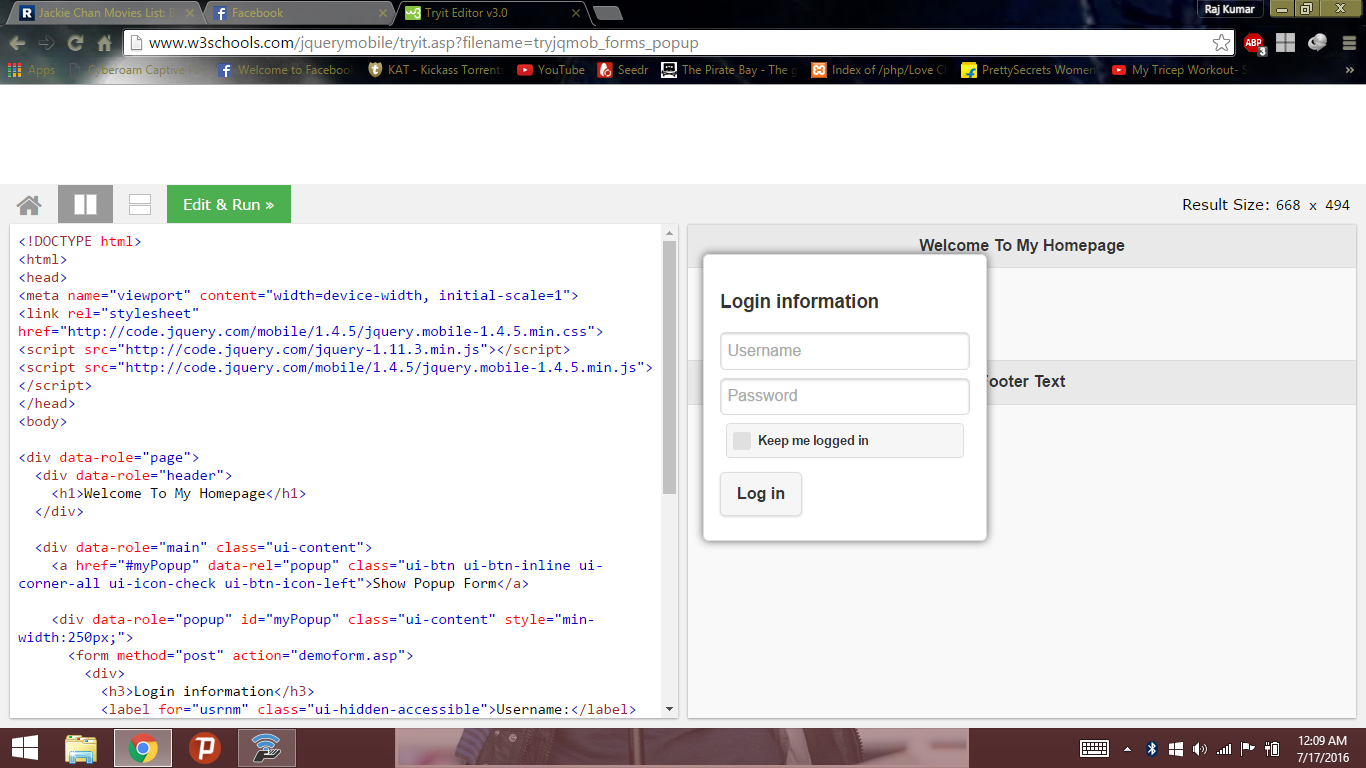 Jackie Chan Movies List: B
Facebook
Tryit Editor v3.0
Raj Kumar
www.w3schools.com/jquerymobile/tryit.asp?filename=tryjqmob_forms_popup
ABP
3
Apps
Cyberoam Captive
Welcome to Facebook
KAT - Kickass Torrents
YouTube
Seedr
The Pirate Bay - The g
Index of /php/Love C
PrettySecrets Women
My Tricep Workout- S
»
Edit & Run »
Result Size: 668 x 494
<!DOCTYPE html>
<html>
<head>
<meta name="viewport" content="width=device-width, initial-scale=1">
<link rel="stylesheet"
href="http://code.jquery.com/mobile/1.4.5/jquery.mobile-1.4.5.min.css">
<script src="http://code.jquery.com/jquery-1.11.3.min.js"></script>
<script src="http://code.jquery.com/mobile/1.4.5/jquery.mobile-1.4.5.min.js">
</script>
</head>
<body>
<div data-role="page">
<div data-role="header">
<h1>Welcome To My Homepage</h1>
</div>
<div data-role="main" class="ui-content">
<a href="#myPopup" data-rel="popup" class="ui-btn ui-btn-inline ui-
corner-all ui-icon-check ui-btn-icon-left">Show Popup Form</a>
<div data-role="popup" id="myPopup" class="ui-content" style="min-
width:250px;">
<form method="post" action="demoform.asp">
<div>
<h3>Login information</h3>
<label for="usrnm" class="ui-hidden-accessible">Username:</label>
Welcome To My Homepage
Login information
Username
Password
Keep me logged in
Log in
ooter Text
12:09 AM
7/17/2016